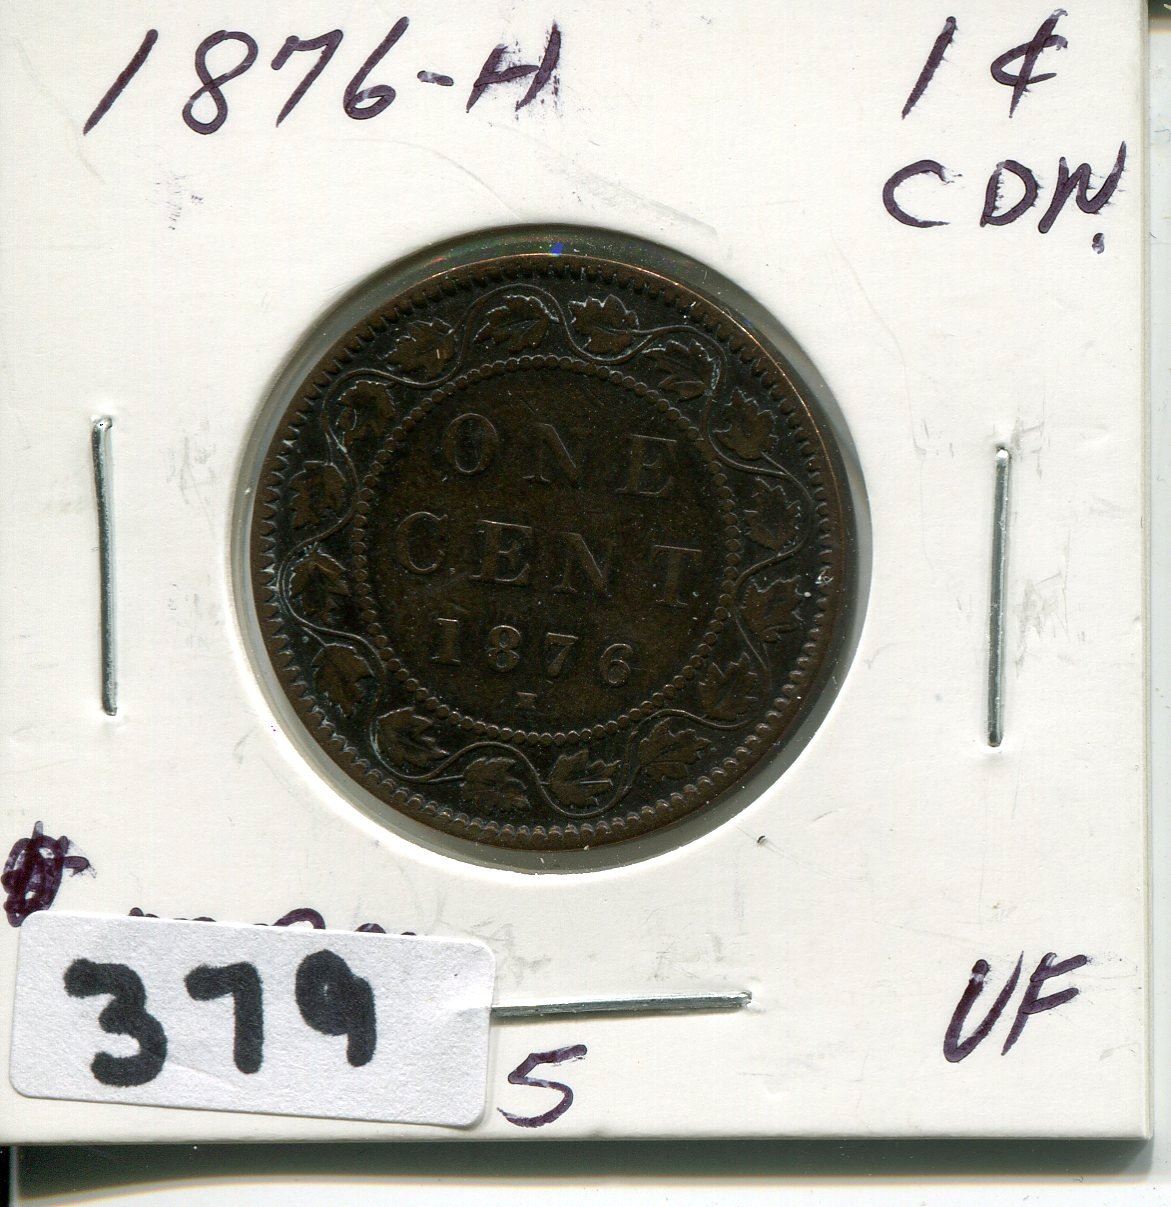 1876-H 1¢
CDN.
ONE
CENT
1876
H
379
5
VF